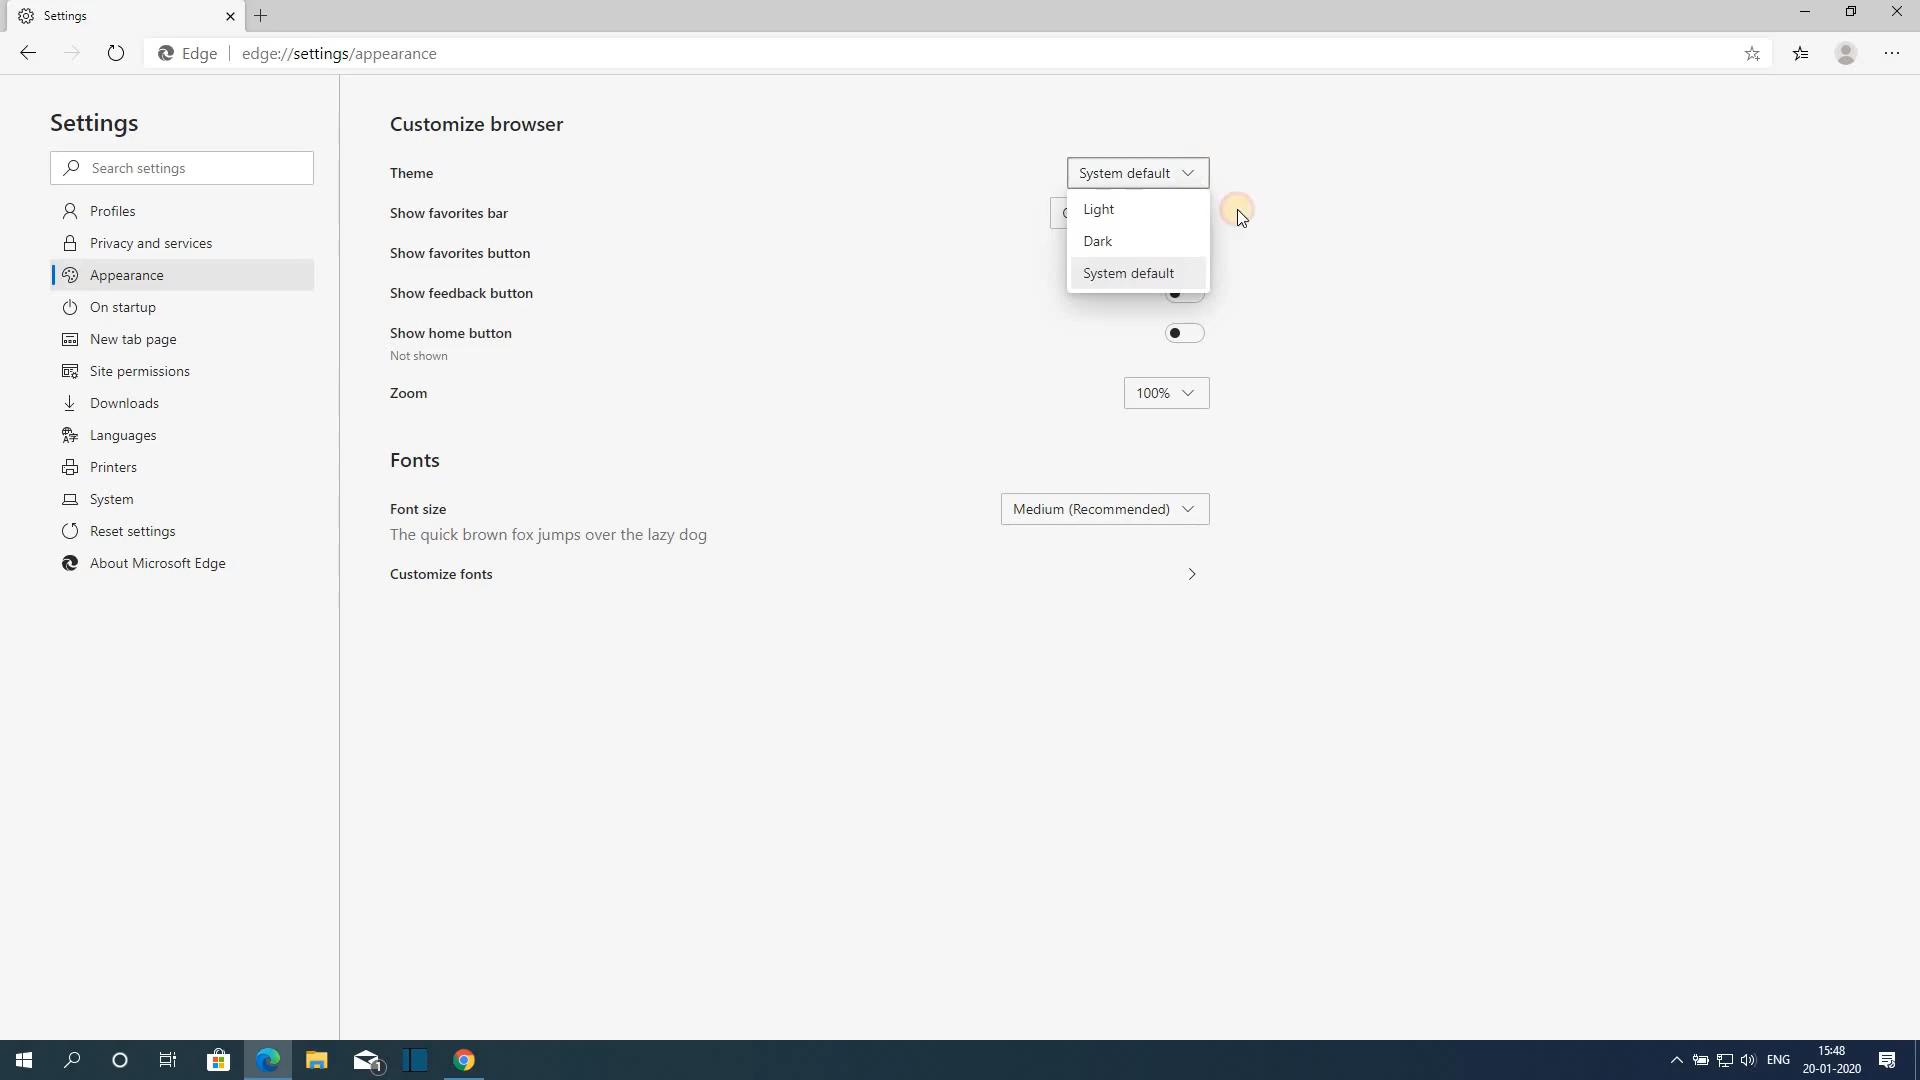 Settings
Edge
edge://settings/appearance
Settings
Search settings
Profiles
Privacy and services
Appearance
On startup
New tab page
Site permissions
Downloads
Languages
Printers
System
Reset settings
About Microsoft Edge
Customize browser
Theme
System default
Light
Dark
System default
Show favorites bar
Show favorites button
Show feedback button
Show home button
Not shown
Zoom
100%
Fonts
Font size
Medium (Recommended)
The quick brown fox jumps over the lazy dog
Customize fonts
1
ENG
15:48
20-01-2020